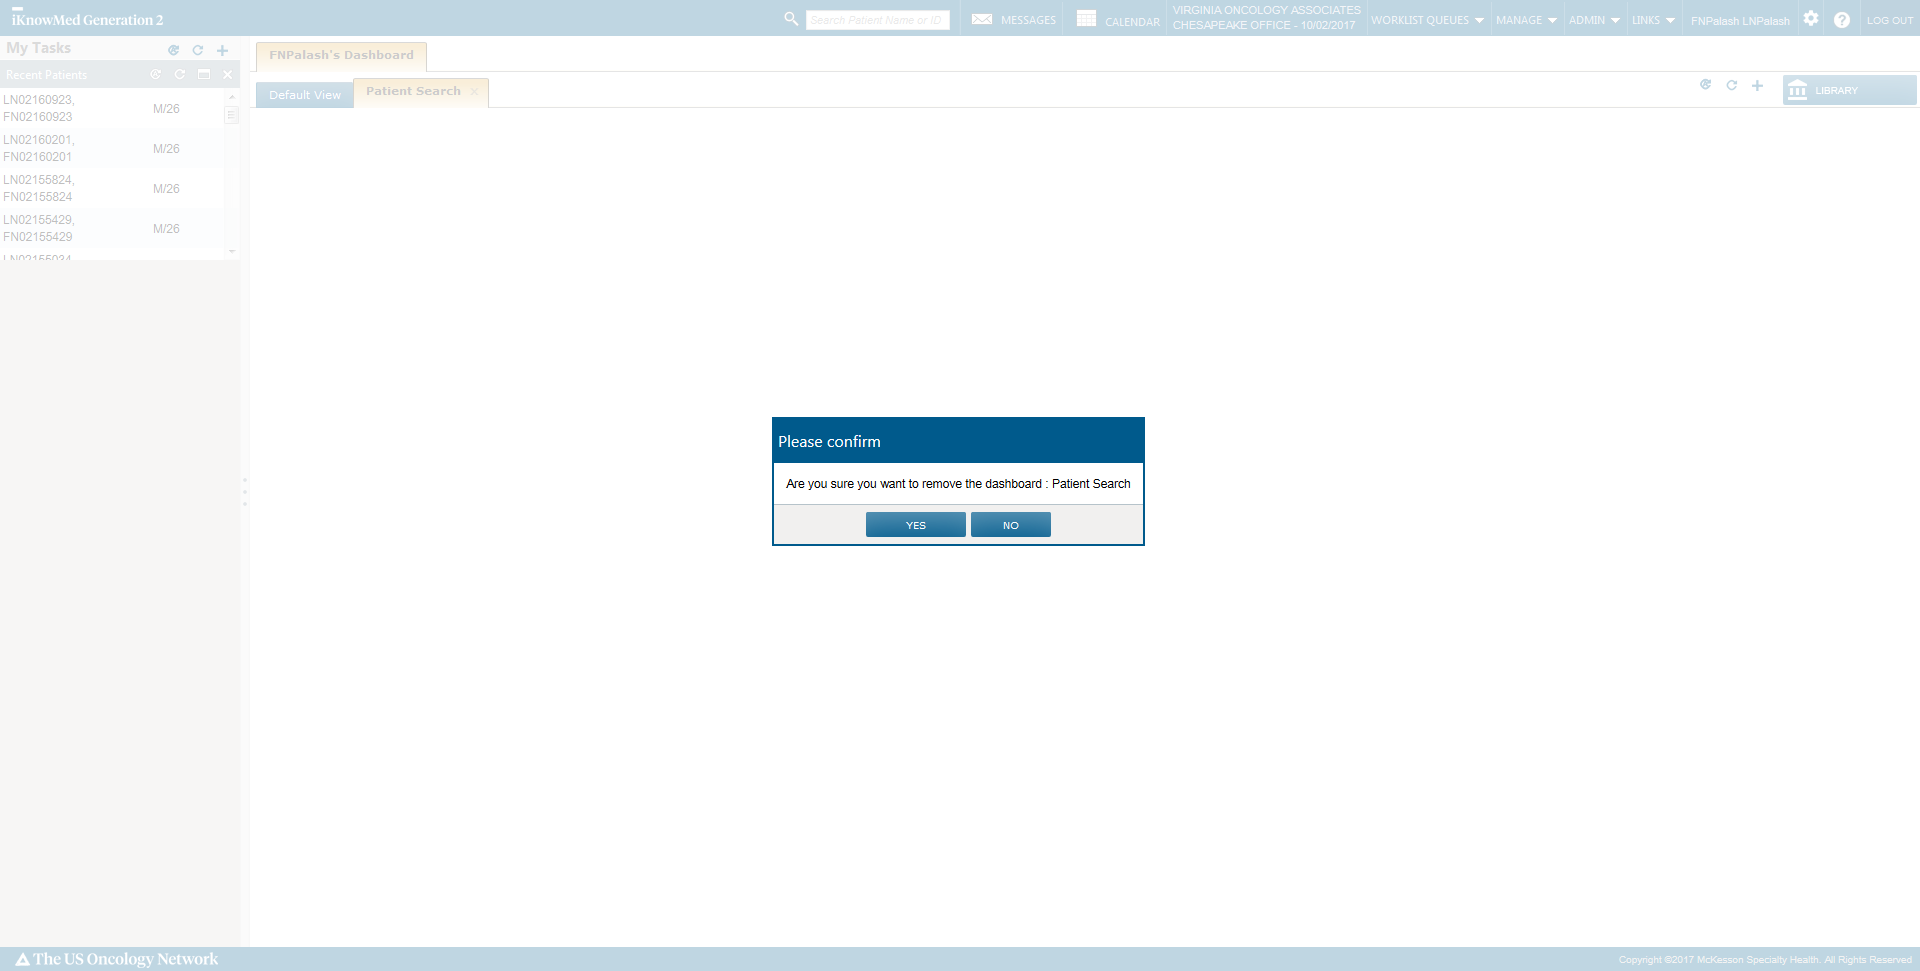 iKnowMed Generation 2
Search Patient Name or ID
MESSAGES
CALENDAR
VIRGINIA ONCOLOGY ASSOCIATES
CHESAPEAKE OFFICE - 10/02/2017
WORKLIST QUEUES
MANAGE
ADMIN
LINKS
FNPalash LNPalash
LOG OUT
My Tasks
FNPalash's Dashboard
Recent Patients
Default View
Patient Search
LIBRARY
LN02160923,
FN02160923
M/26
LN02160201,
FN02160201
M/26
LN02155824,
FN02155824
M/26
LN02155429,
FN02155429
M/26
LN02155034,
Please confirm
Are you sure you want to remove the dashboard : Patient Search
YES
NO
The US Oncology Network
Copyright ©2017 McKesson Specialty Health. All Rights Reserved